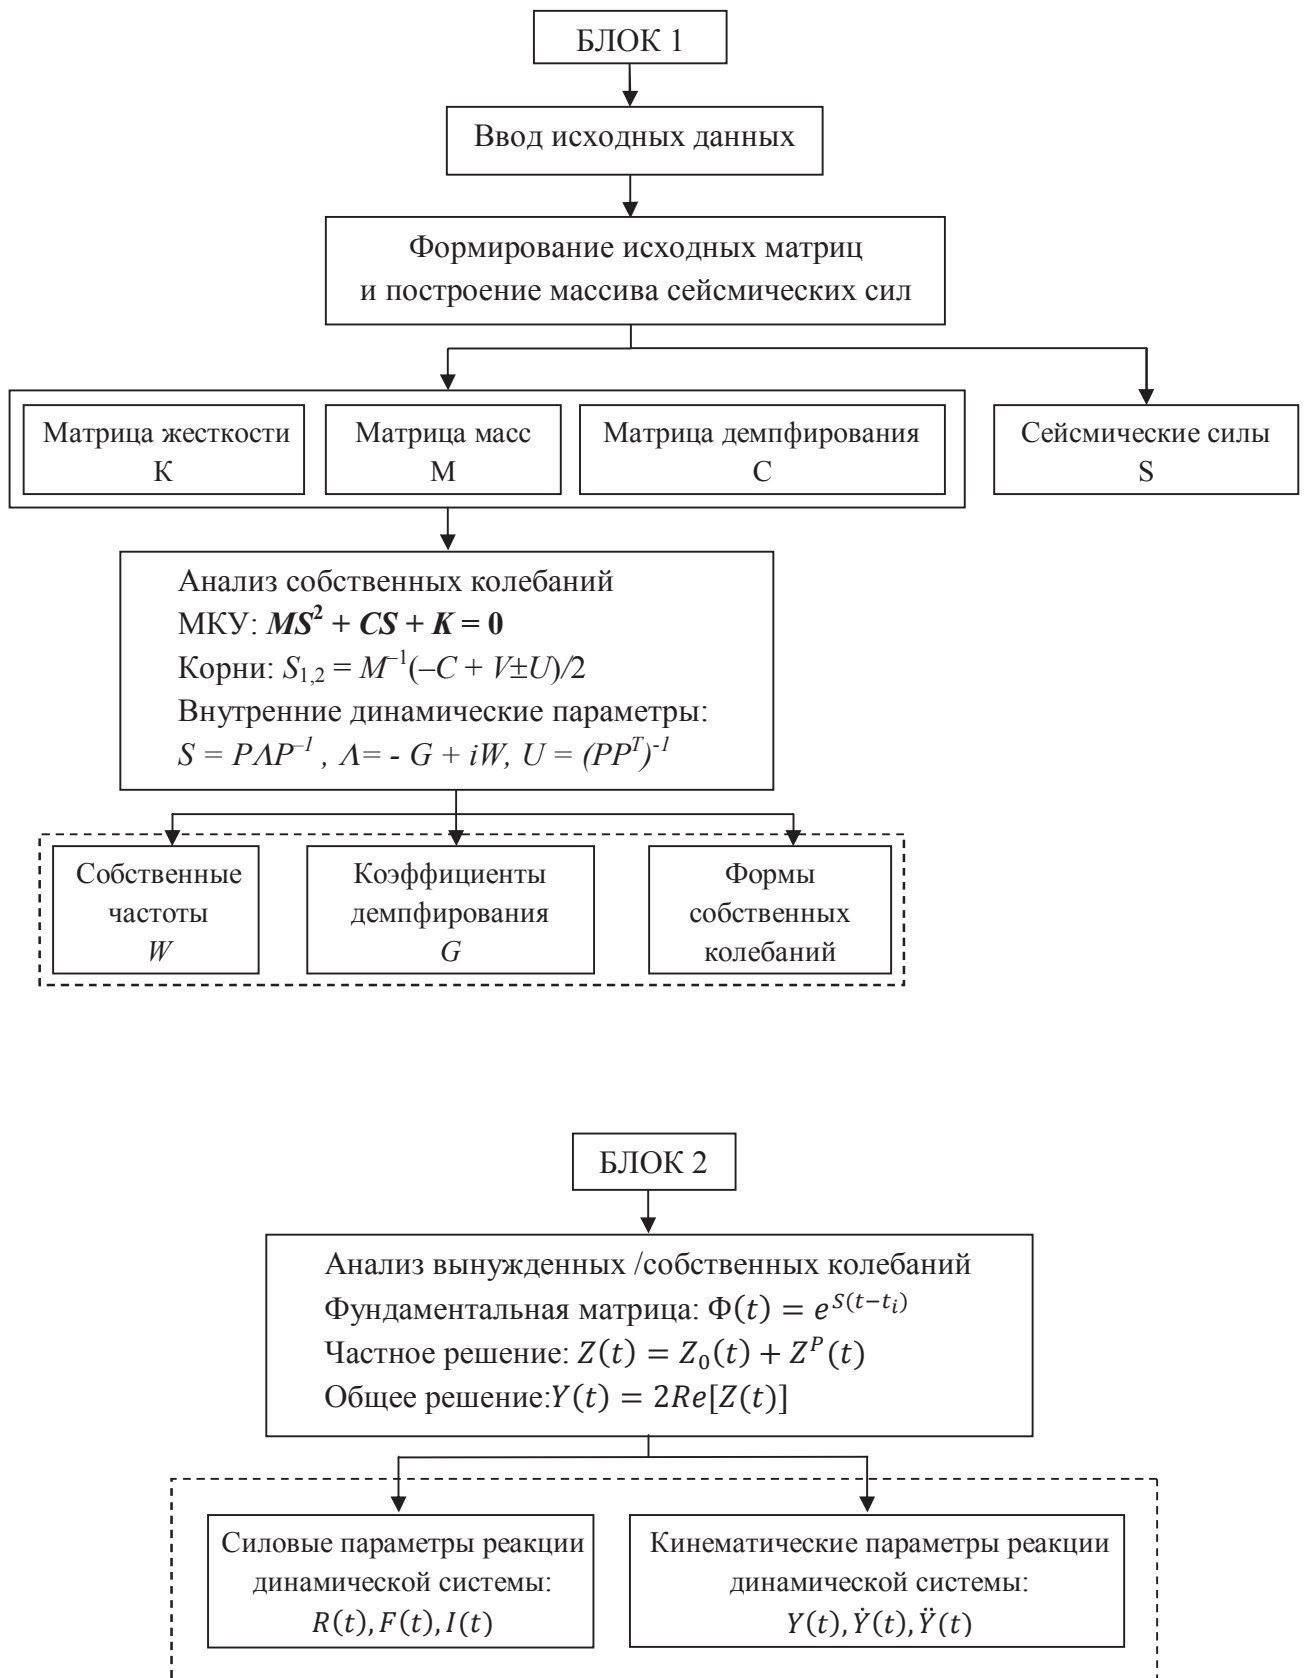 БЛОК 1
Ввод исходных данных
Формирование исходных матриц
и построение массива сейсмических сил
Матрица жесткости
К
Матрица масс
М
Матрица демпфирования
С
Сейсмические силы
S
Анализ собственных колебаний
МКУ: MS² + CS + K = 0
Корни: S₁,₂ = M⁻¹(–C + V±U)/2
Внутренние динамические параметры:
S = PΛP⁻¹ , Λ= - G + iW, U = (PPᵀ)⁻¹
Собственные
частоты
W
Коэффициенты
демпфирования
G
Формы
собственных
колебаний
БЛОК 2
Анализ вынужденных /собственных колебаний
Фундаментальная матрица: Φ(t) = e^{S(t−t_i)}
Частное решение: Z(t) = Z₀(t) + Z^P(t)
Общее решение:Y(t) = 2Re[Z(t)]
Силовые параметры реакции
динамической системы:
R(t), F(t), I(t)
Кинематические параметры реакции
динамической системы:
Y(t), Ẏ(t), Ÿ(t)